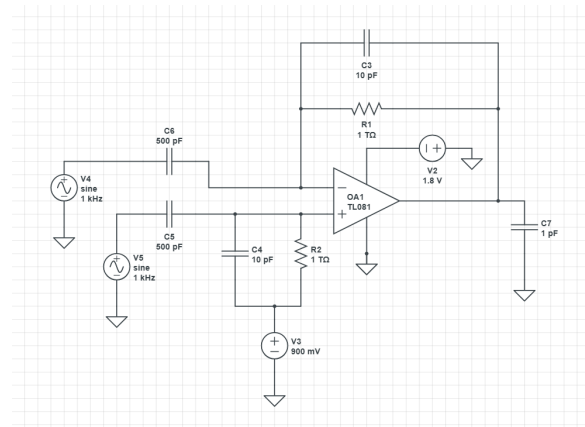 C3
10 pF
R1
1 TΩ
C6
500 pF
V4
sine
1 kHz
V2
1.8 V
OA1
TL081
C5
500 pF
V5
sine
1 kHz
C4
10 pF
R2
1 TΩ
C7
1 pF
V3
900 mV